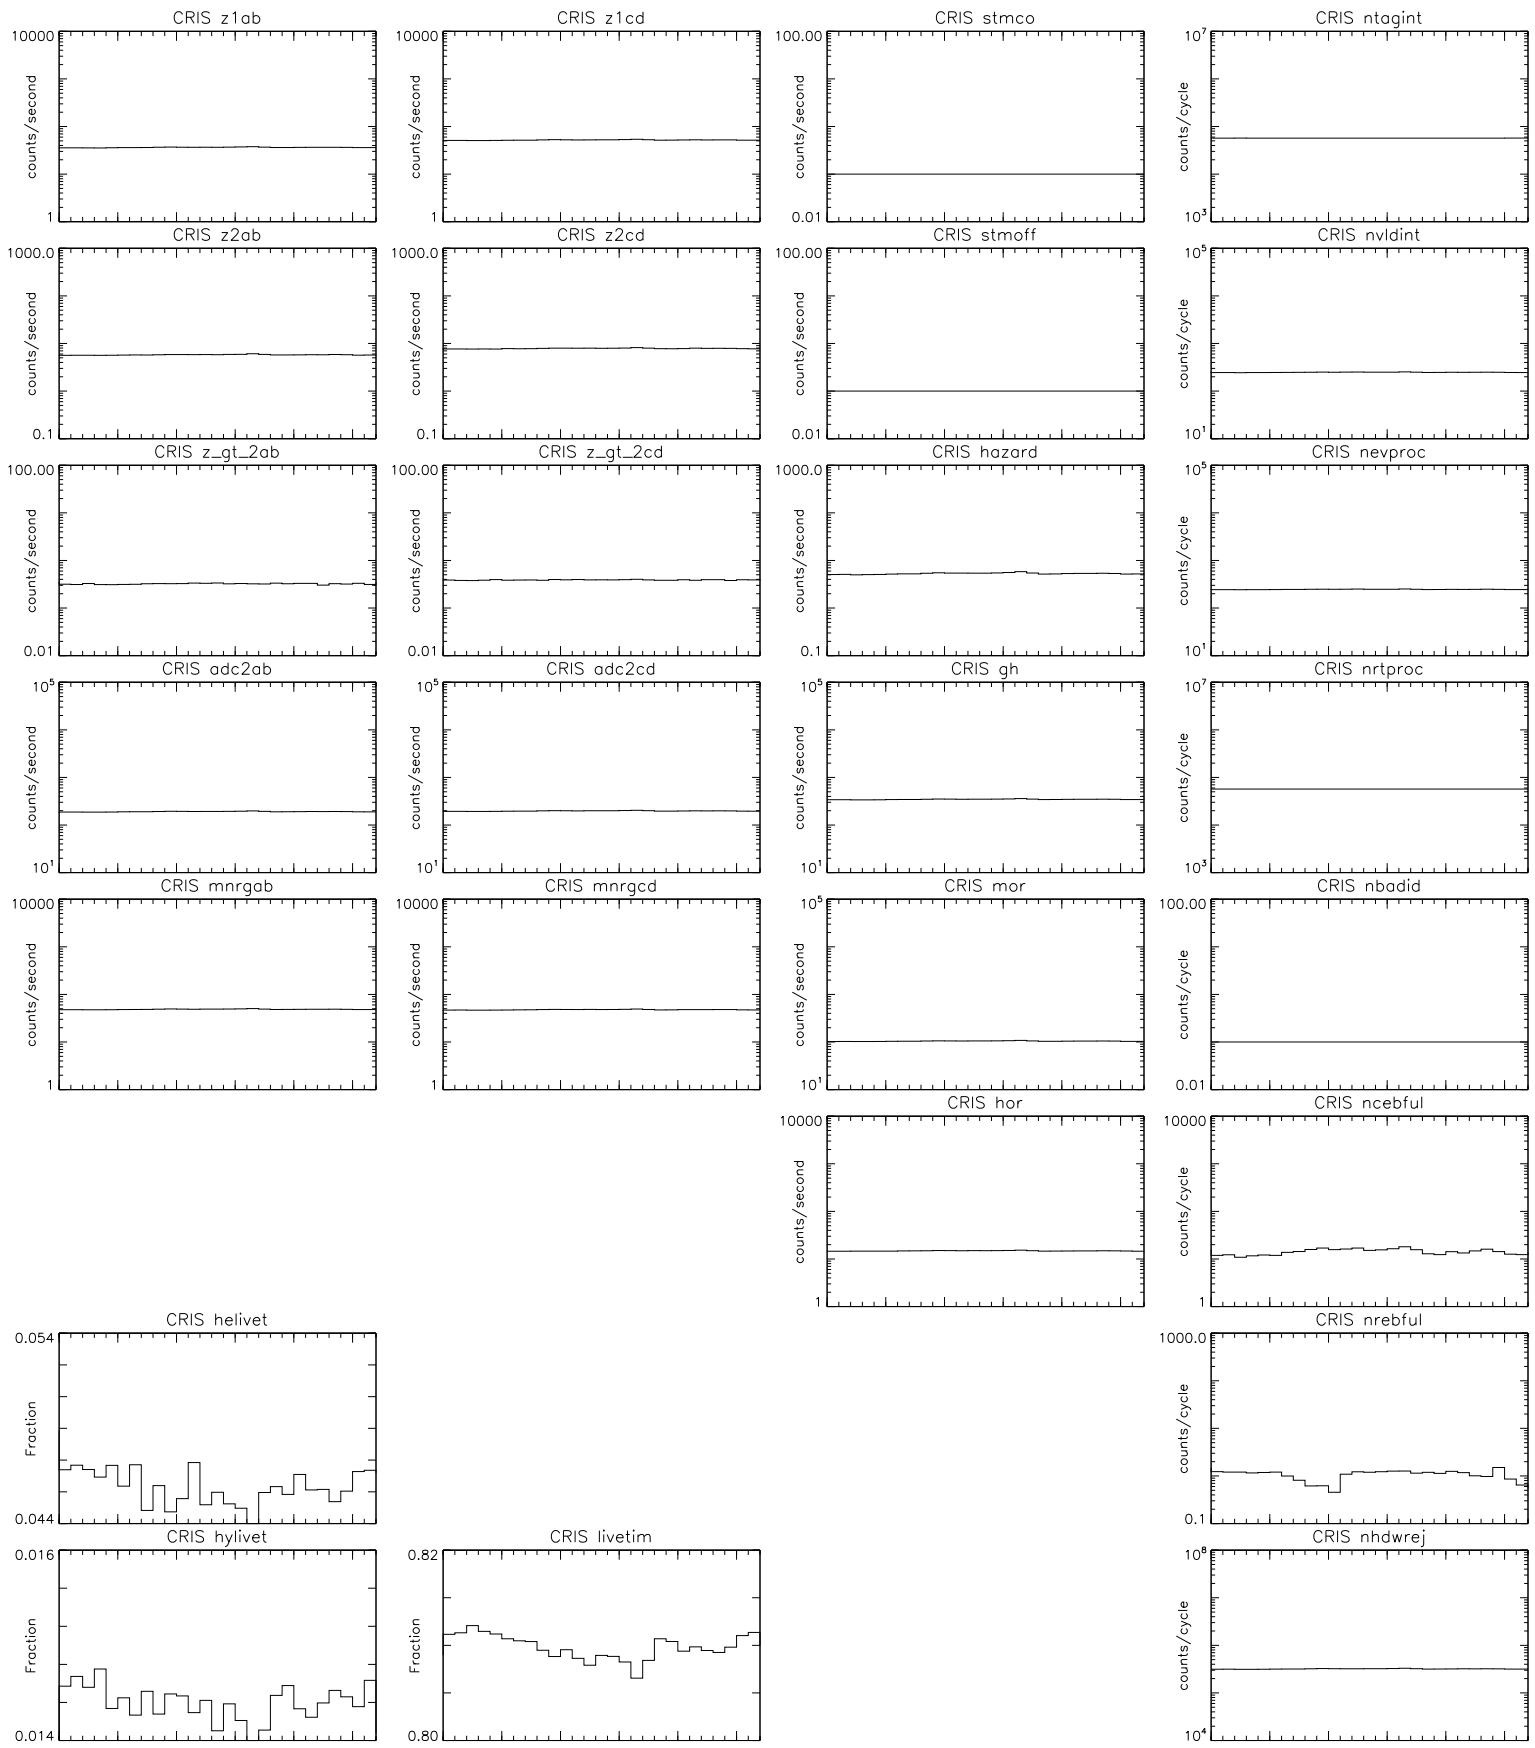 CRIS z1ab CRIS z1cd CRIS stmco CRIS ntagint
10000 10000 100.00 10^7
counts/second counts/second counts/second counts/cycle
1 1 0.01 10^3
CRIS z2ab CRIS z2cd CRIS stmoff CRIS nvldint
1000.0 1000.0 100.00 10^5
counts/second counts/second counts/second counts/cycle
0.1 0.1 0.01 10^1
CRIS z_gt_2ab CRIS z_gt_2cd CRIS hazard CRIS nevproc
100.00 100.00 1000.0 10^5
counts/second counts/second counts/second counts/cycle
0.01 0.01 0.1 10^1
CRIS adc2ab CRIS adc2cd CRIS gh CRIS nrtproc
10^5 10^5 10^5 10^7
counts/second counts/second counts/second counts/cycle
10^1 10^1 10^1 10^3
CRIS mnrgab CRIS mnrgcd CRIS mor CRIS nbadid
10000 10000 10^5 100.00
counts/second counts/second counts/second counts/cycle
1 1 10^1 0.01
CRIS hor CRIS ncebful
10000 10000
counts/second counts/cycle
1 1
CRIS helivet CRIS nrebful
0.054 1000.0
Fraction counts/cycle
0.044 0.1
CRIS hylivet CRIS livetim CRIS nhdwrej
0.016 0.82 10^8
Fraction Fraction counts/cycle
0.014 0.80 10^4